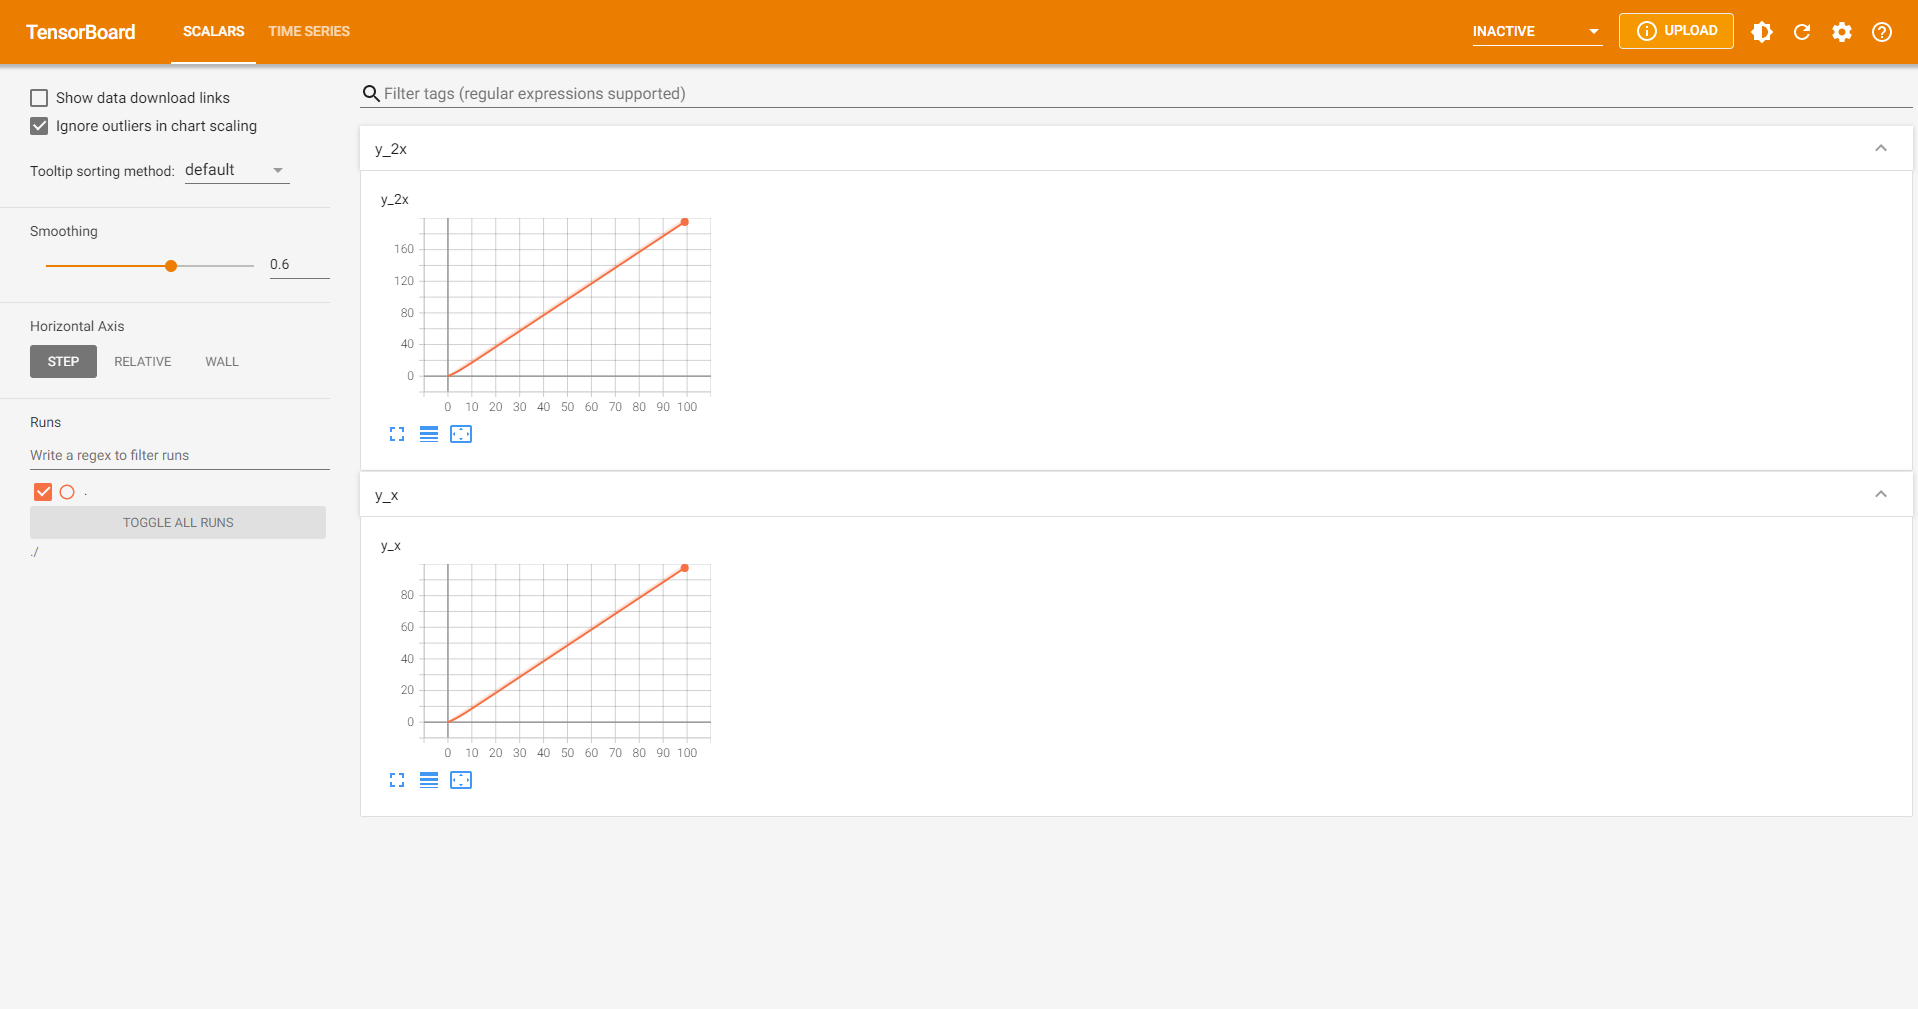 TensorBoard SCALARS TIME SERIES INACTIVE UPLOAD
Show data download links
Ignore outliers in chart scaling
Tooltip sorting method: default
Smoothing
0.6
Horizontal Axis
STEP RELATIVE WALL
Runs
Write a regex to filter runs
.
TOGGLE ALL RUNS
./
Filter tags (regular expressions supported)
y_2x
y_2x
160
120
80
40
0
0 10 20 30 40 50 60 70 80 90 100
y_x
y_x
80
60
40
20
0
0 10 20 30 40 50 60 70 80 90 100